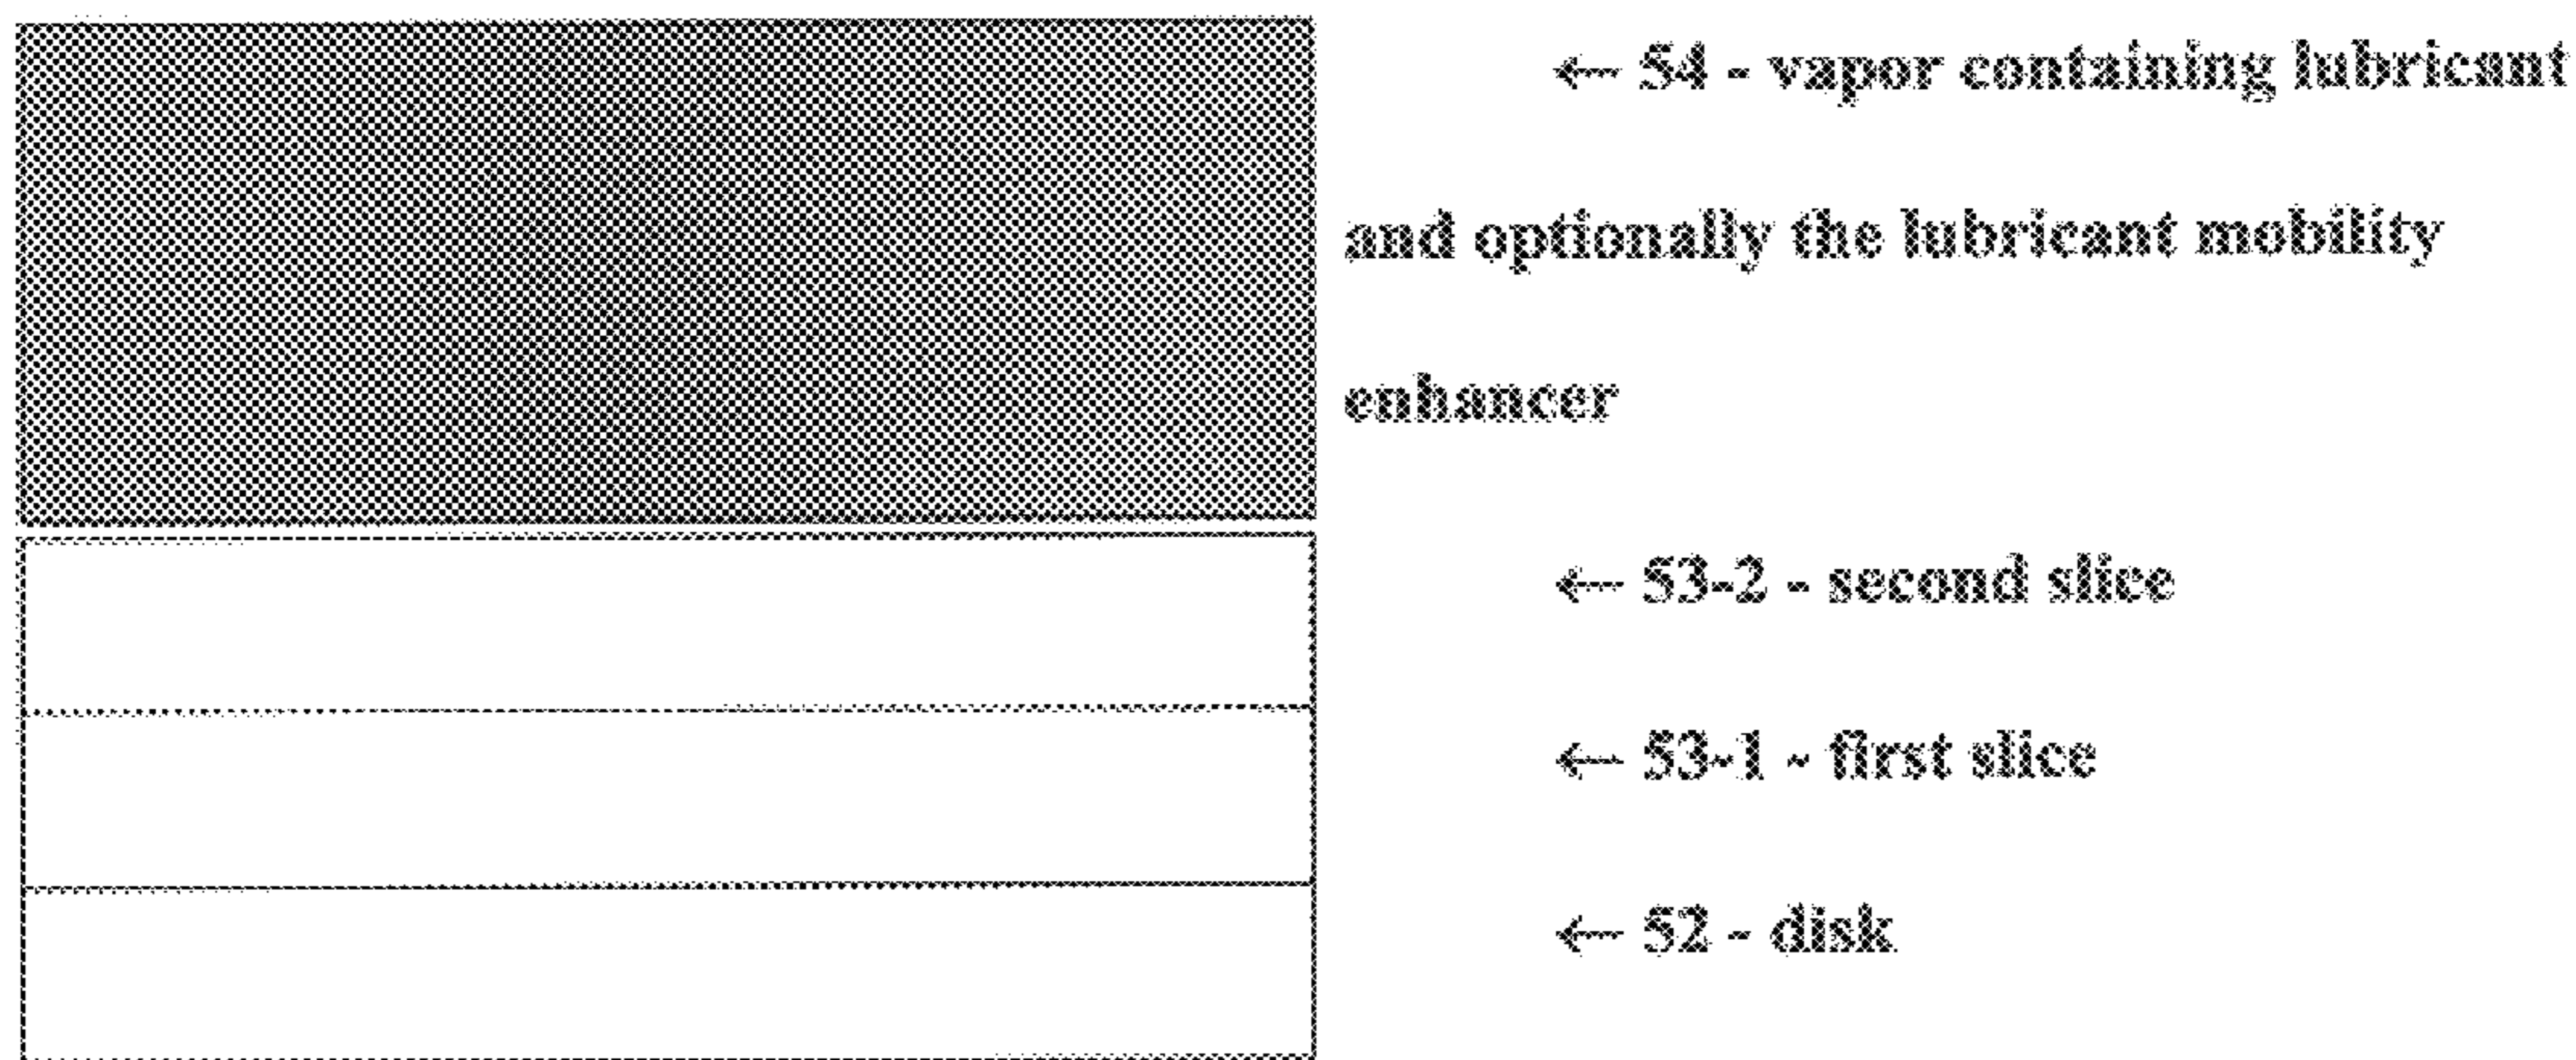 ← 54 - vapor containing lubricant
and optionally the lubricant mobility
enhancer
← 53-2 - second slice
← 53-1 - first slice
← 52 - disk